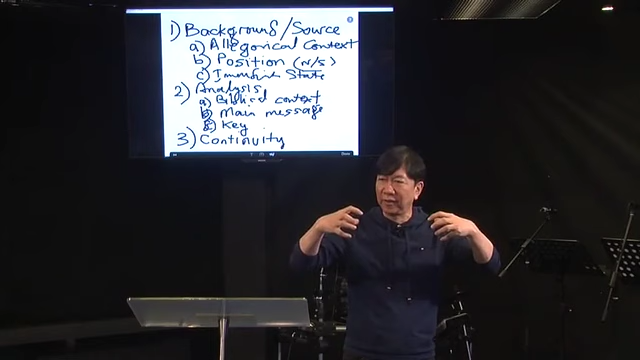 1) Background/Source
a) Allegorical Context
b) Position (N/S)
c) Immediate State
2) Analysis
a) Biblical context
b) Main message
c) Key
3) Continuity